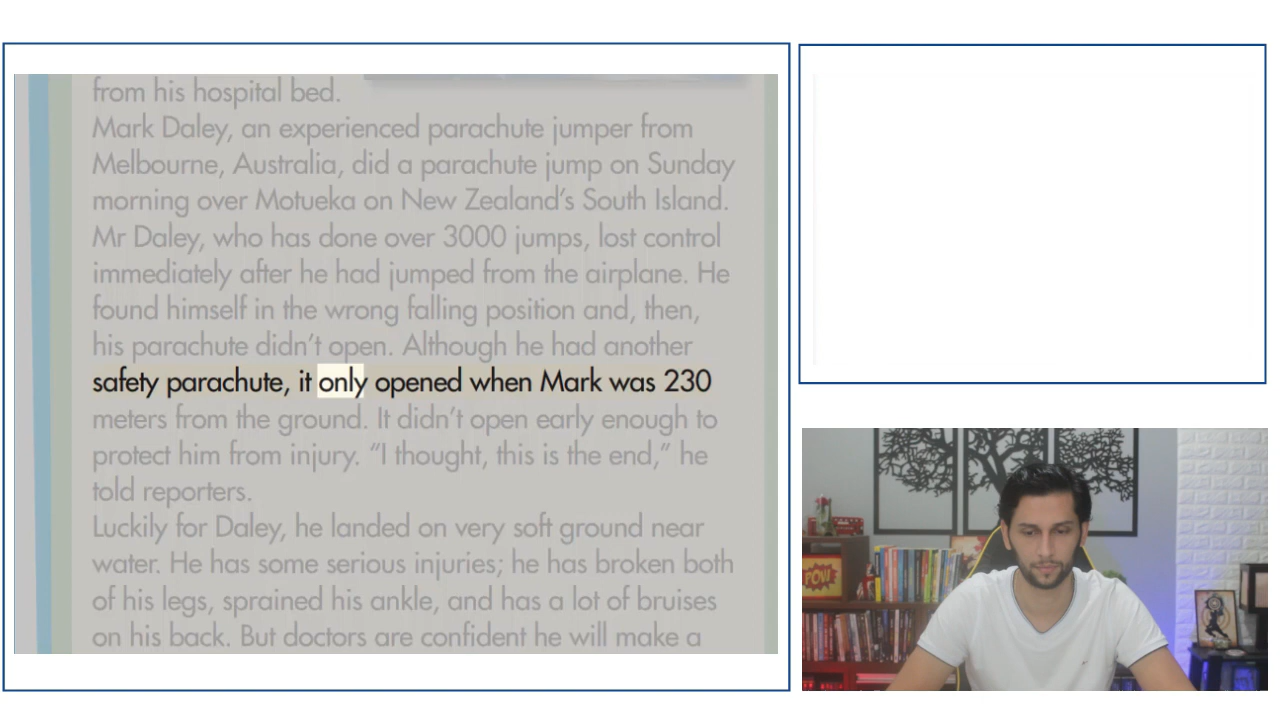 from his hospital bed.
Mark Daley, an experienced parachute jumper from
Melbourne, Australia, did a parachute jump on Sunday
morning over Motueka on New Zealand's South Island.
Mr Daley, who has done over 3000 jumps, lost control
immediately after he had jumped from the airplane. He
found himself in the wrong falling position and, then,
his parachute didn't open. Although he had another
safety parachute, it only opened when Mark was 230
meters from the ground. It didn't open early enough to
protect him from injury. “I thought, this is the end,” he
told reporters.
Luckily for Daley, he landed on very soft ground near
water. He has some serious injuries; he has broken both
of his legs, sprained his ankle, and has a lot of bruises
on his back. But doctors are confident he will make a
POW